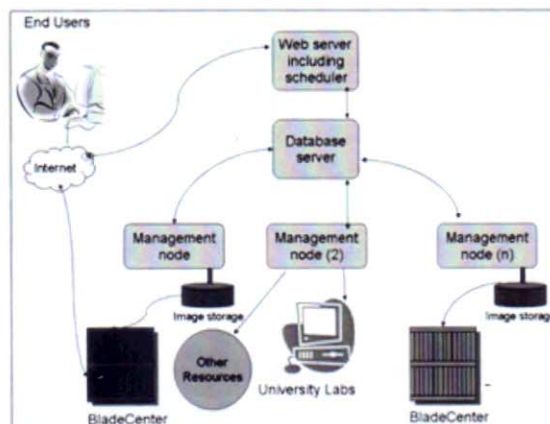 End Users
Web server
including
scheduler
Internet
Database
server
Management
node
Management
node (2)
Management
node (n)
Image storage
Image storage
Other
Resources
University Labs
BladeCenter
BladeCenter